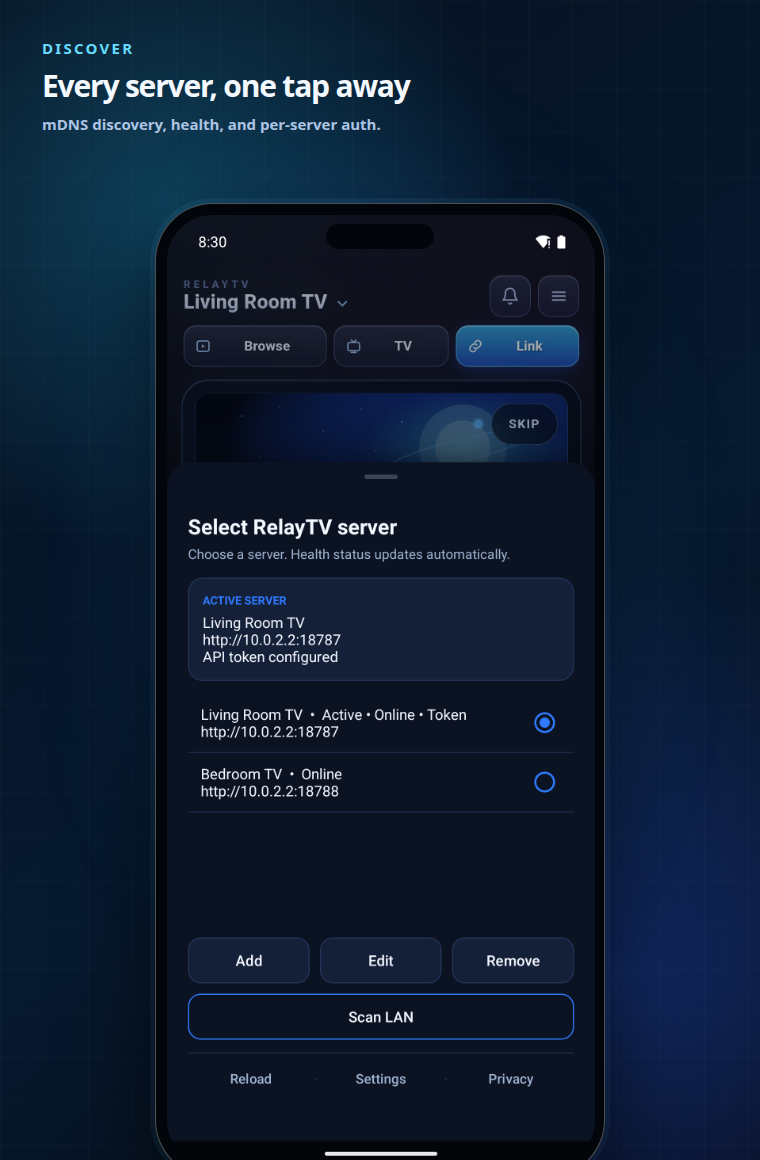 DISCOVER
Every server, one tap away
mDNS discovery, health, and per-server auth.
8:30
RELAYTV
Living Room TV
Browse
TV
Link
SKIP
Select RelayTV server
Choose a server. Health status updates automatically.
ACTIVE SERVER
Living Room TV
http://10.0.2.2:18787
API token configured
Living Room TV • Active • Online • Token
http://10.0.2.2:18787
Bedroom TV • Online
http://10.0.2.2:18788
Add
Edit
Remove
Scan LAN
Reload · Settings · Privacy